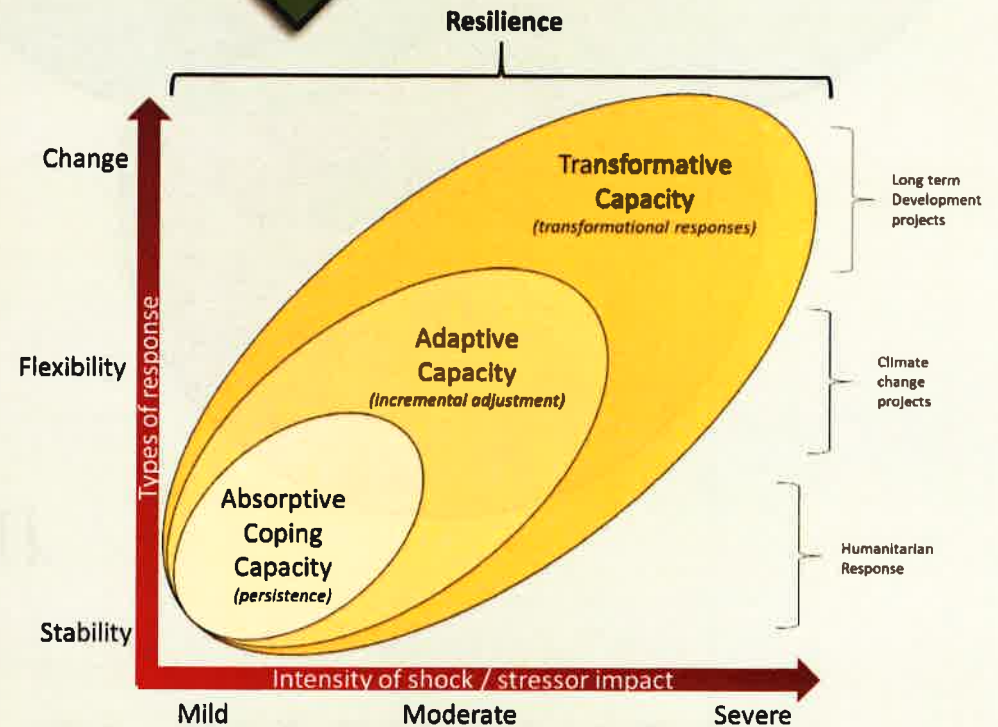 Resilience
Change
Flexibility
Stability
Types of response
Transformative
Capacity
(transformational responses)
Adaptive
Capacity
(incremental adjustment)
Absorptive
Coping
Capacity
(persistence)
Long term
Development
projects
Climate
change
projects
Humanitarian
Response
Intensity of shock / stressor impact
Mild
Moderate
Severe